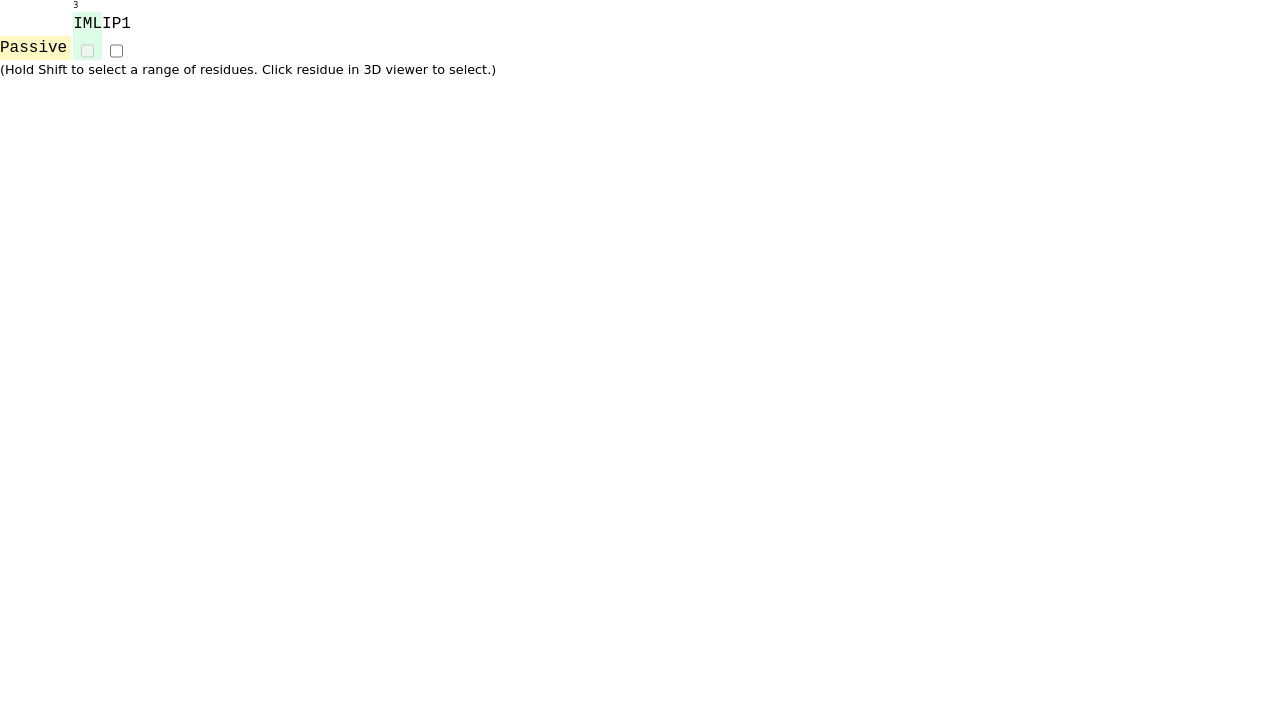 3
IMLIP1
Passive
(Hold Shift to select a range of residues. Click residue in 3D viewer to select.)